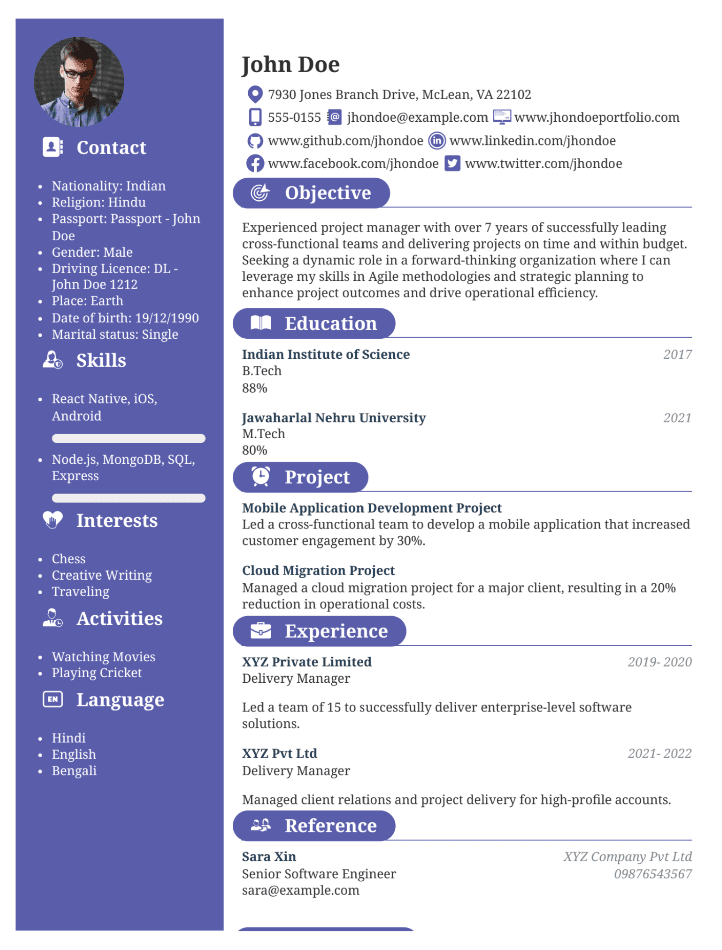 John Doe
7930 Jones Branch Drive, McLean, VA 22102
555-0155 jhondoe@example.com www.jhondoeportfolio.com
www.github.com/jhondoe www.linkedin.com/jhondoe
www.facebook.com/jhondoe www.twitter.com/jhondoe
Contact
Nationality: Indian
Religion: Hindu
Passport: Passport - John
Doe
Gender: Male
Driving Licence: DL -
John Doe 1212
Place: Earth
Date of birth: 19/12/1990
Marital status: Single
Skills
React Native, iOS,
Android
Node.js, MongoDB, SQL,
Express
Interests
Chess
Creative Writing
Traveling
Activities
Watching Movies
Playing Cricket
EN Language
Hindi
English
Bengali
Objective
Experienced project manager with over 7 years of successfully leading
cross-functional teams and delivering projects on time and within budget.
Seeking a dynamic role in a forward-thinking organization where I can
leverage my skills in Agile methodologies and strategic planning to
enhance project outcomes and drive operational efficiency.
Education
Indian Institute of Science 2017
B.Tech
88%
Jawaharlal Nehru University 2021
M.Tech
80%
Project
Mobile Application Development Project
Led a cross-functional team to develop a mobile application that increased
customer engagement by 30%.
Cloud Migration Project
Managed a cloud migration project for a major client, resulting in a 20%
reduction in operational costs.
Experience
XYZ Private Limited 2019- 2020
Delivery Manager
Led a team of 15 to successfully deliver enterprise-level software
solutions.
XYZ Pvt Ltd 2021- 2022
Delivery Manager
Managed client relations and project delivery for high-profile accounts.
Reference
Sara Xin XYZ Company Pvt Ltd
Senior Software Engineer 09876543567
sara@example.com